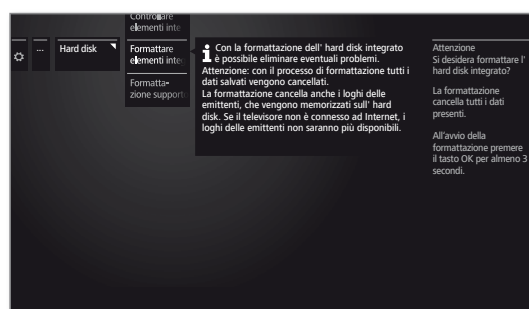 Controllare
elementi inte
...
Hard disk
Formattare
elementi inte
Formatta-
zione support
Con la formattazione dell' hard disk integrato
è possibile eliminare eventuali problemi.
Attenzione: con il processo di formattazione tutti i
dati salvati vengono cancellati.
La formattazione cancella anche i loghi delle
emittenti, che vengono memorizzati sull' hard
disk. Se il televisore non è connesso ad Internet, i
loghi delle emittenti non saranno più disponibili.
Attenzione
Si desidera formattare l'
hard disk integrato?
La formattazione
cancella tutti i dati
presenti.
All'avvio della
formattazione premere
il tasto OK per almeno 3
secondi.